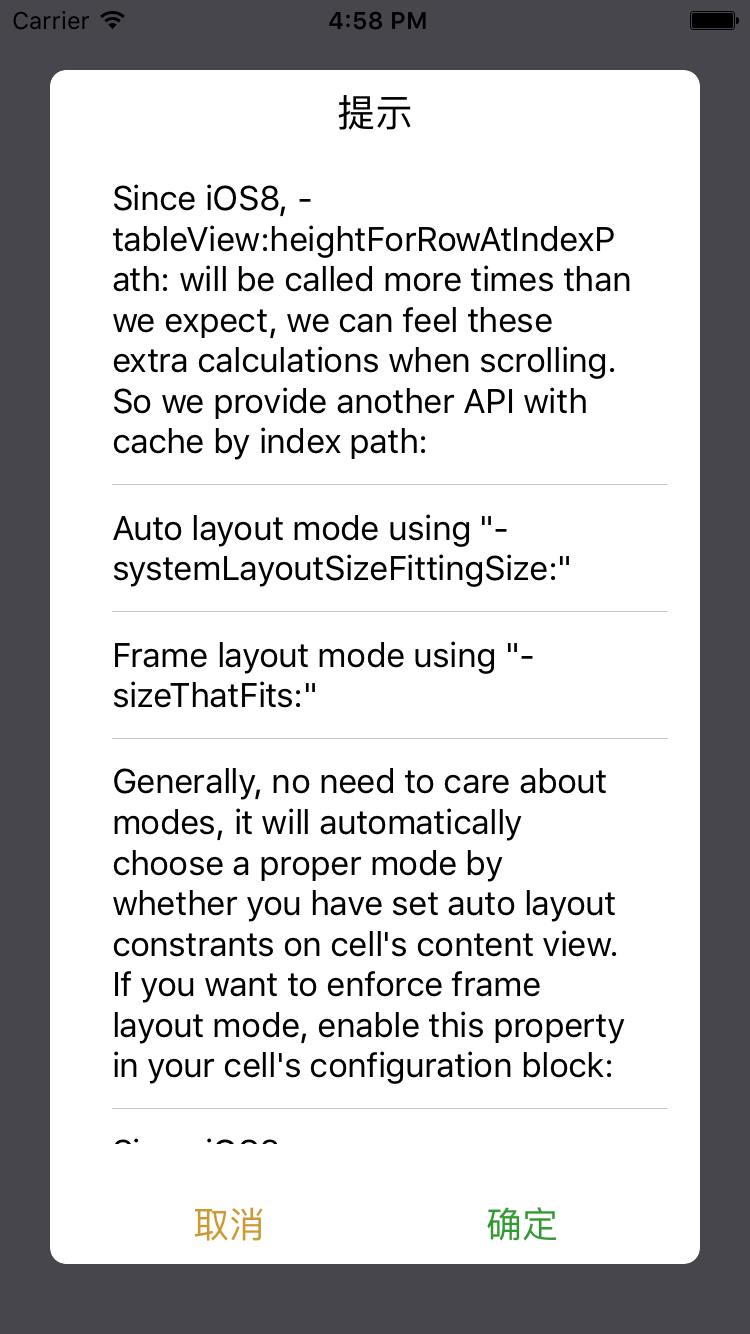 Carrier 4:58 PM
提示
Since iOS8, -
tableView:heightForRowAtIndexP
ath: will be called more times than
we expect, we can feel these
extra calculations when scrolling.
So we provide another API with
cache by index path:
Auto layout mode using "-
systemLayoutSizeFittingSize:"
Frame layout mode using "-
sizeThatFits:"
Generally, no need to care about
modes, it will automatically
choose a proper mode by
whether you have set auto layout
constrants on cell's content view.
If you want to enforce frame
layout mode, enable this property
in your cell's configuration block:
取消 确定